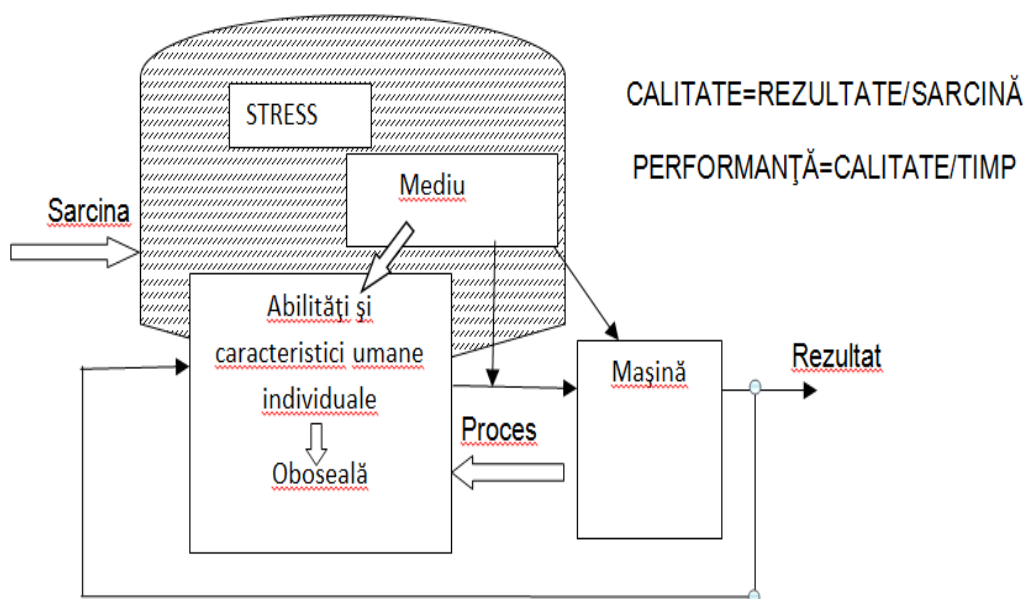 STRESS
CALITATE=REZULTATE/SARCINĂ
PERFORMANŢĂ=CALITATE/TIMP
Mediu
Sarcina
Abilităţi şi
caracteristici umane
individuale
Oboseală
Proces
Maşină
Rezultat